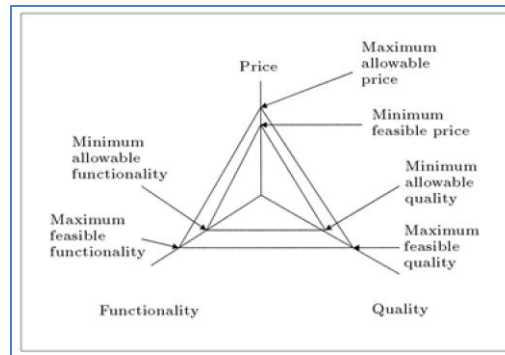 Maximum
allowable
price
Price
Minimum
feasible price
Minimum
allowable
functionality
Minimum
allowable
quality
Maximum
feasible
functionality
Maximum
feasible
quality
Functionality
Quality